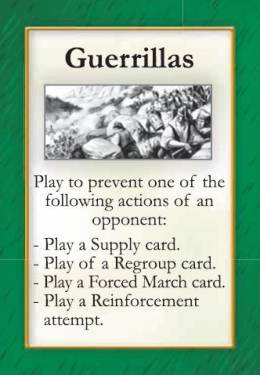 Guerrillas
Play to prevent one of the
following actions of an
opponent:
- Play a Supply card.
- Play of a Regroup card.
- Play a Forced March card.
- Play a Reinforcement
attempt.